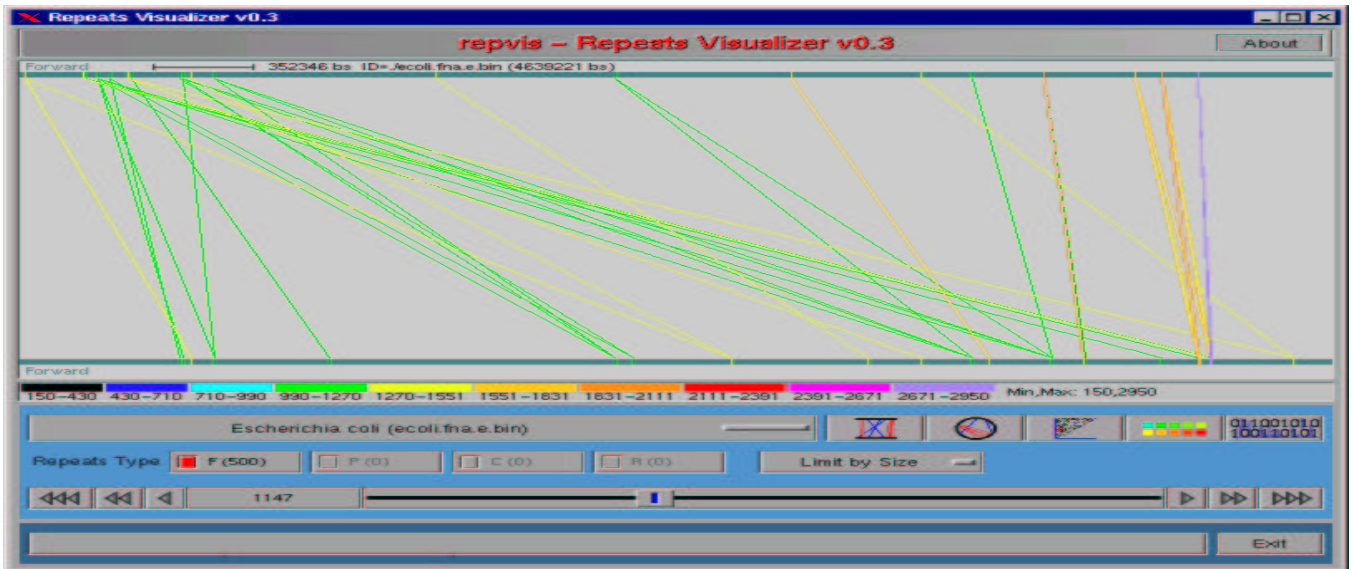 Repeats Visualizer v0.3
repvis – Repeats Visualizer v0.3
About
Forward 352346 bs ID=./ecoli.fna.e.bin (4639221 bs)
Forward
150–430 430–710 710–990 990–1270 1270–1551 1551–1831 1831–2111 2111–2391 2391–2671 2671–2950 Min,Max: 150,2950
Escherichia coli (ecoli.fna.e.bin)
011001010
100110101
Repeats Type F (500) P (0) C (0) R (0) Limit by Size
1147
Exit